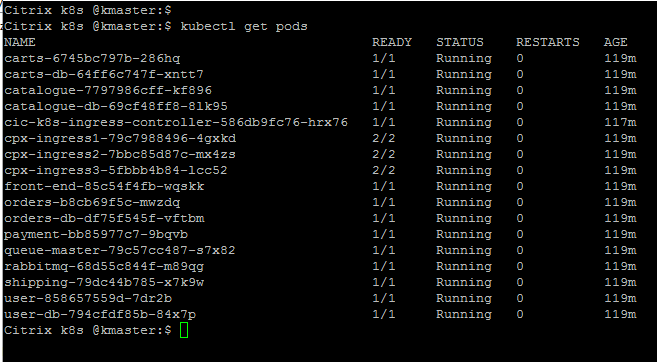 Citrix k8s @kmaster:$
Citrix k8s @kmaster:$ kubectl get pods
NAME READY STATUS RESTARTS AGE
carts-6745bc797b-286hq 1/1 Running 0 119m
carts-db-64ff6c747f-xntt7 1/1 Running 0 119m
catalogue-7797986cff-kf896 1/1 Running 0 119m
catalogue-db-69cf48ff8-8lk95 1/1 Running 0 119m
cic-k8s-ingress-controller-586db9fc76-hrx76 1/1 Running 0 117m
cpx-ingress1-79c7988496-4gxkd 2/2 Running 0 119m
cpx-ingress2-7bbc85d87c-mx4zs 2/2 Running 0 119m
cpx-ingress3-5fbbb4b84-lcc52 2/2 Running 0 119m
front-end-85c54f4fb-wqskk 1/1 Running 0 119m
orders-b8cb69f5c-mwzdq 1/1 Running 0 119m
orders-db-df75f545f-vftbm 1/1 Running 0 119m
payment-bb85977c7-9bqvb 1/1 Running 0 119m
queue-master-79c57cc487-s7x82 1/1 Running 0 119m
rabbitmq-68d55c844f-m89qg 1/1 Running 0 119m
shipping-79dc44b785-x7k9w 1/1 Running 0 119m
user-858657559d-7dr2b 1/1 Running 0 119m
user-db-794cfdf85b-84x7p 1/1 Running 0 119m
Citrix k8s @kmaster:$